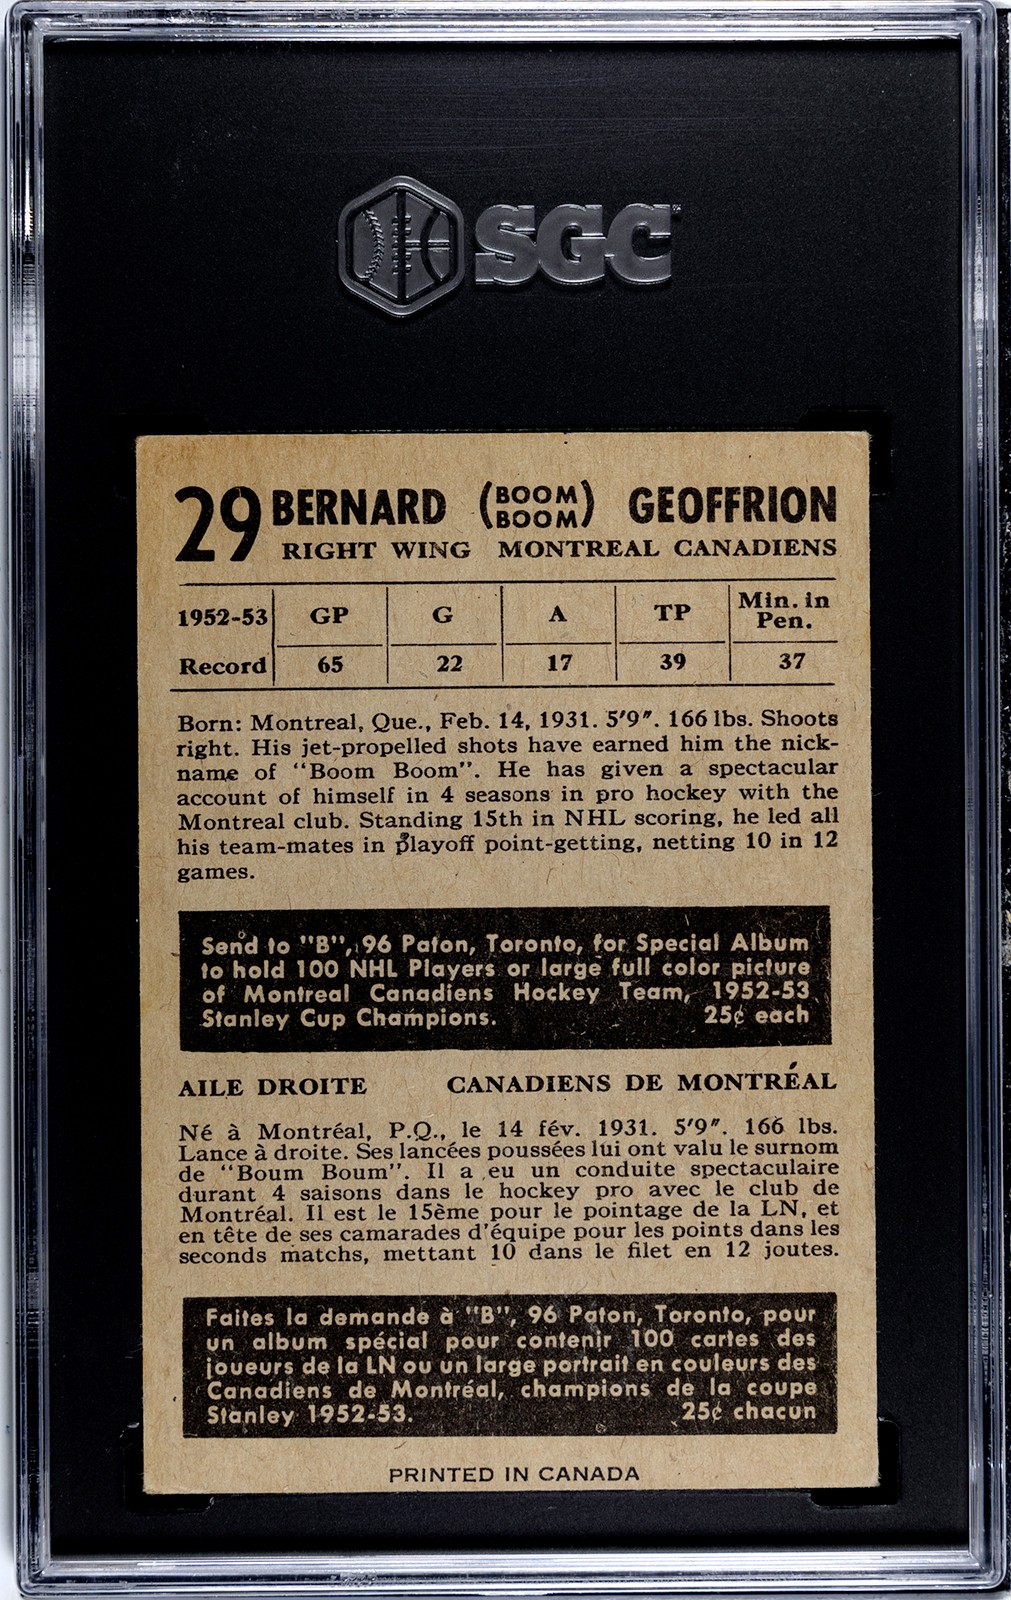 SGC
29 BERNARD (BOOM BOOM) GEOFFRION
RIGHT WING MONTREAL CANADIENS
1952-53 GP G A TP Min. in Pen.
Record 65 22 17 39 37
Born: Montreal, Que., Feb. 14, 1931. 5'9". 166 lbs. Shoots
right. His jet-propelled shots have earned him the nick-
name of "Boom Boom". He has given a spectacular
account of himself in 4 seasons in pro hockey with the
Montreal club. Standing 15th in NHL scoring, he led all
his team-mates in playoff point-getting, netting 10 in 12
games.
Send to "B", 96 Paton, Toronto, for Special Album
to hold 100 NHL Players or large full color picture
of Montreal Canadiens Hockey Team, 1952-53
Stanley Cup Champions. 25¢ each
AILE DROITE CANADIENS DE MONTRÉAL
Né à Montréal, P.Q., le 14 fév. 1931. 5'9". 166 lbs.
Lance à droite. Ses lancées poussées lui ont valu le surnom
de "Boum Boum". Il a eu un conduite spectaculaire
durant 4 saisons dans le hockey pro avec le club de
Montréal. Il est le 15ème pour le pointage de la LN, et
en tête de ses camarades d'équipe pour les points dans les
seconds matchs, mettant 10 dans le filet en 12 joutes.
Faites la demande à "B", 96 Paton, Toronto, pour
un album spécial pour contenir 100 cartes des
joueurs de la LN ou un large portrait en couleurs des
Canadiens de Montréal, champions de la coupe
Stanley 1952-53. 25¢ chacun
PRINTED IN CANADA